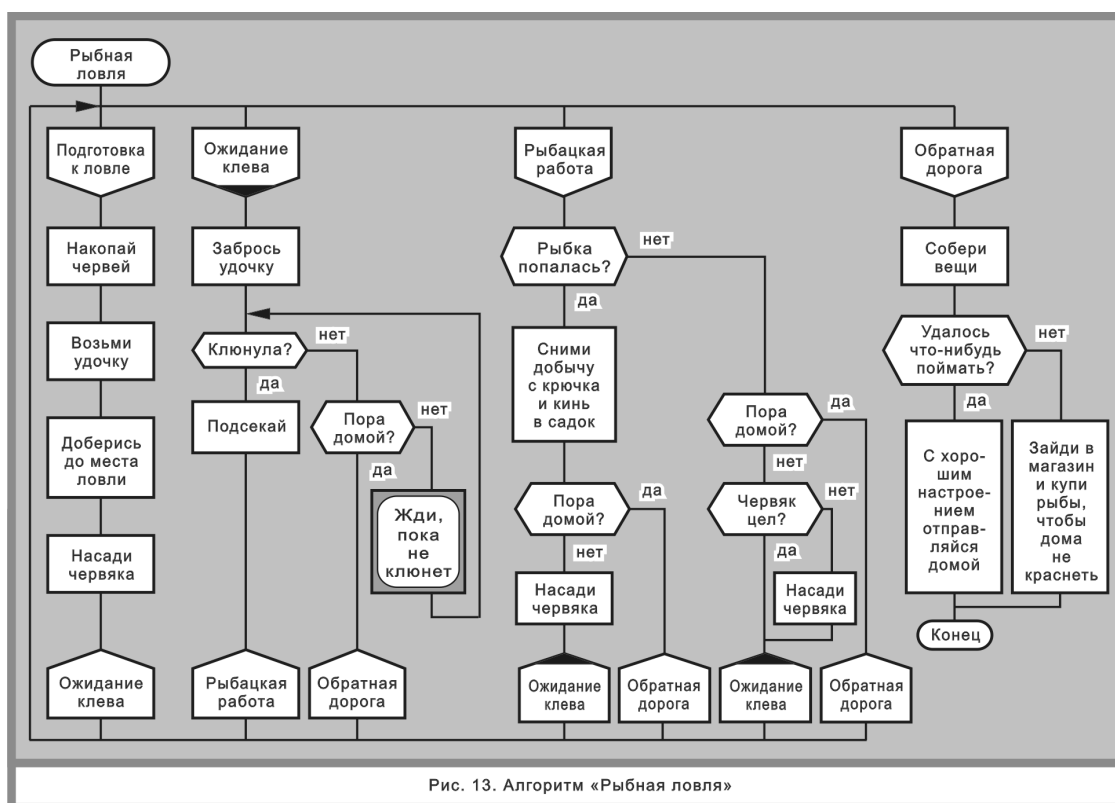 Рыбная
ловля
Подготовка
к ловле
Накопай
червей
Возьми
удочку
Доберись
до места
ловли
Насади
червяка
Ожидание
клева
Ожидание
клева
Забрось
удочку
Клюнула?
нет
да
Подсекай
Пора
домой?
нет
да
Жди,
пока
не
клюнет
Рыбацкая
работа
Обратная
дорога
Рыбацкая
работа
Рыбка
попалась?
нет
да
Сними
добычу
с крючка
и кинь
в садок
Пора
домой?
да
нет
Насади
червяка
Ожидание
клева
Обратная
дорога
Пора
домой?
да
нет
Червяк
цел?
нет
да
Насади
червяка
Ожидание
клева
Обратная
дорога
Обратная
дорога
Собери
вещи
Удалось
что-нибудь
поймать?
нет
да
С хоро-
шим
настрое-
нием
отправ-
ляйся
домой
Зайди в
магазин
и купи
рыбы,
чтобы
дома
не
краснеть
Конец
Рис. 13. Алгоритм «Рыбная ловля»